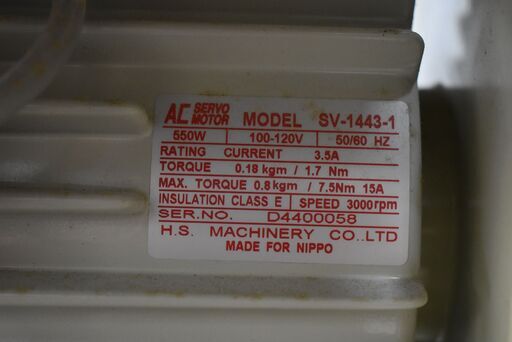 AC SERVO MOTOR MODEL SV-1443-1
550W 100-120V 50/60 HZ
RATING CURRENT 3.5A
TORQUE 0.18 kgm / 1.7 Nm
MAX. TORQUE 0.8 kgm / 7.5Nm 15A
INSULATION CLASS E SPEED 3000rpm
SER.NO. D4400058
H.S. MACHINERY CO..LTD
MADE FOR NIPPO